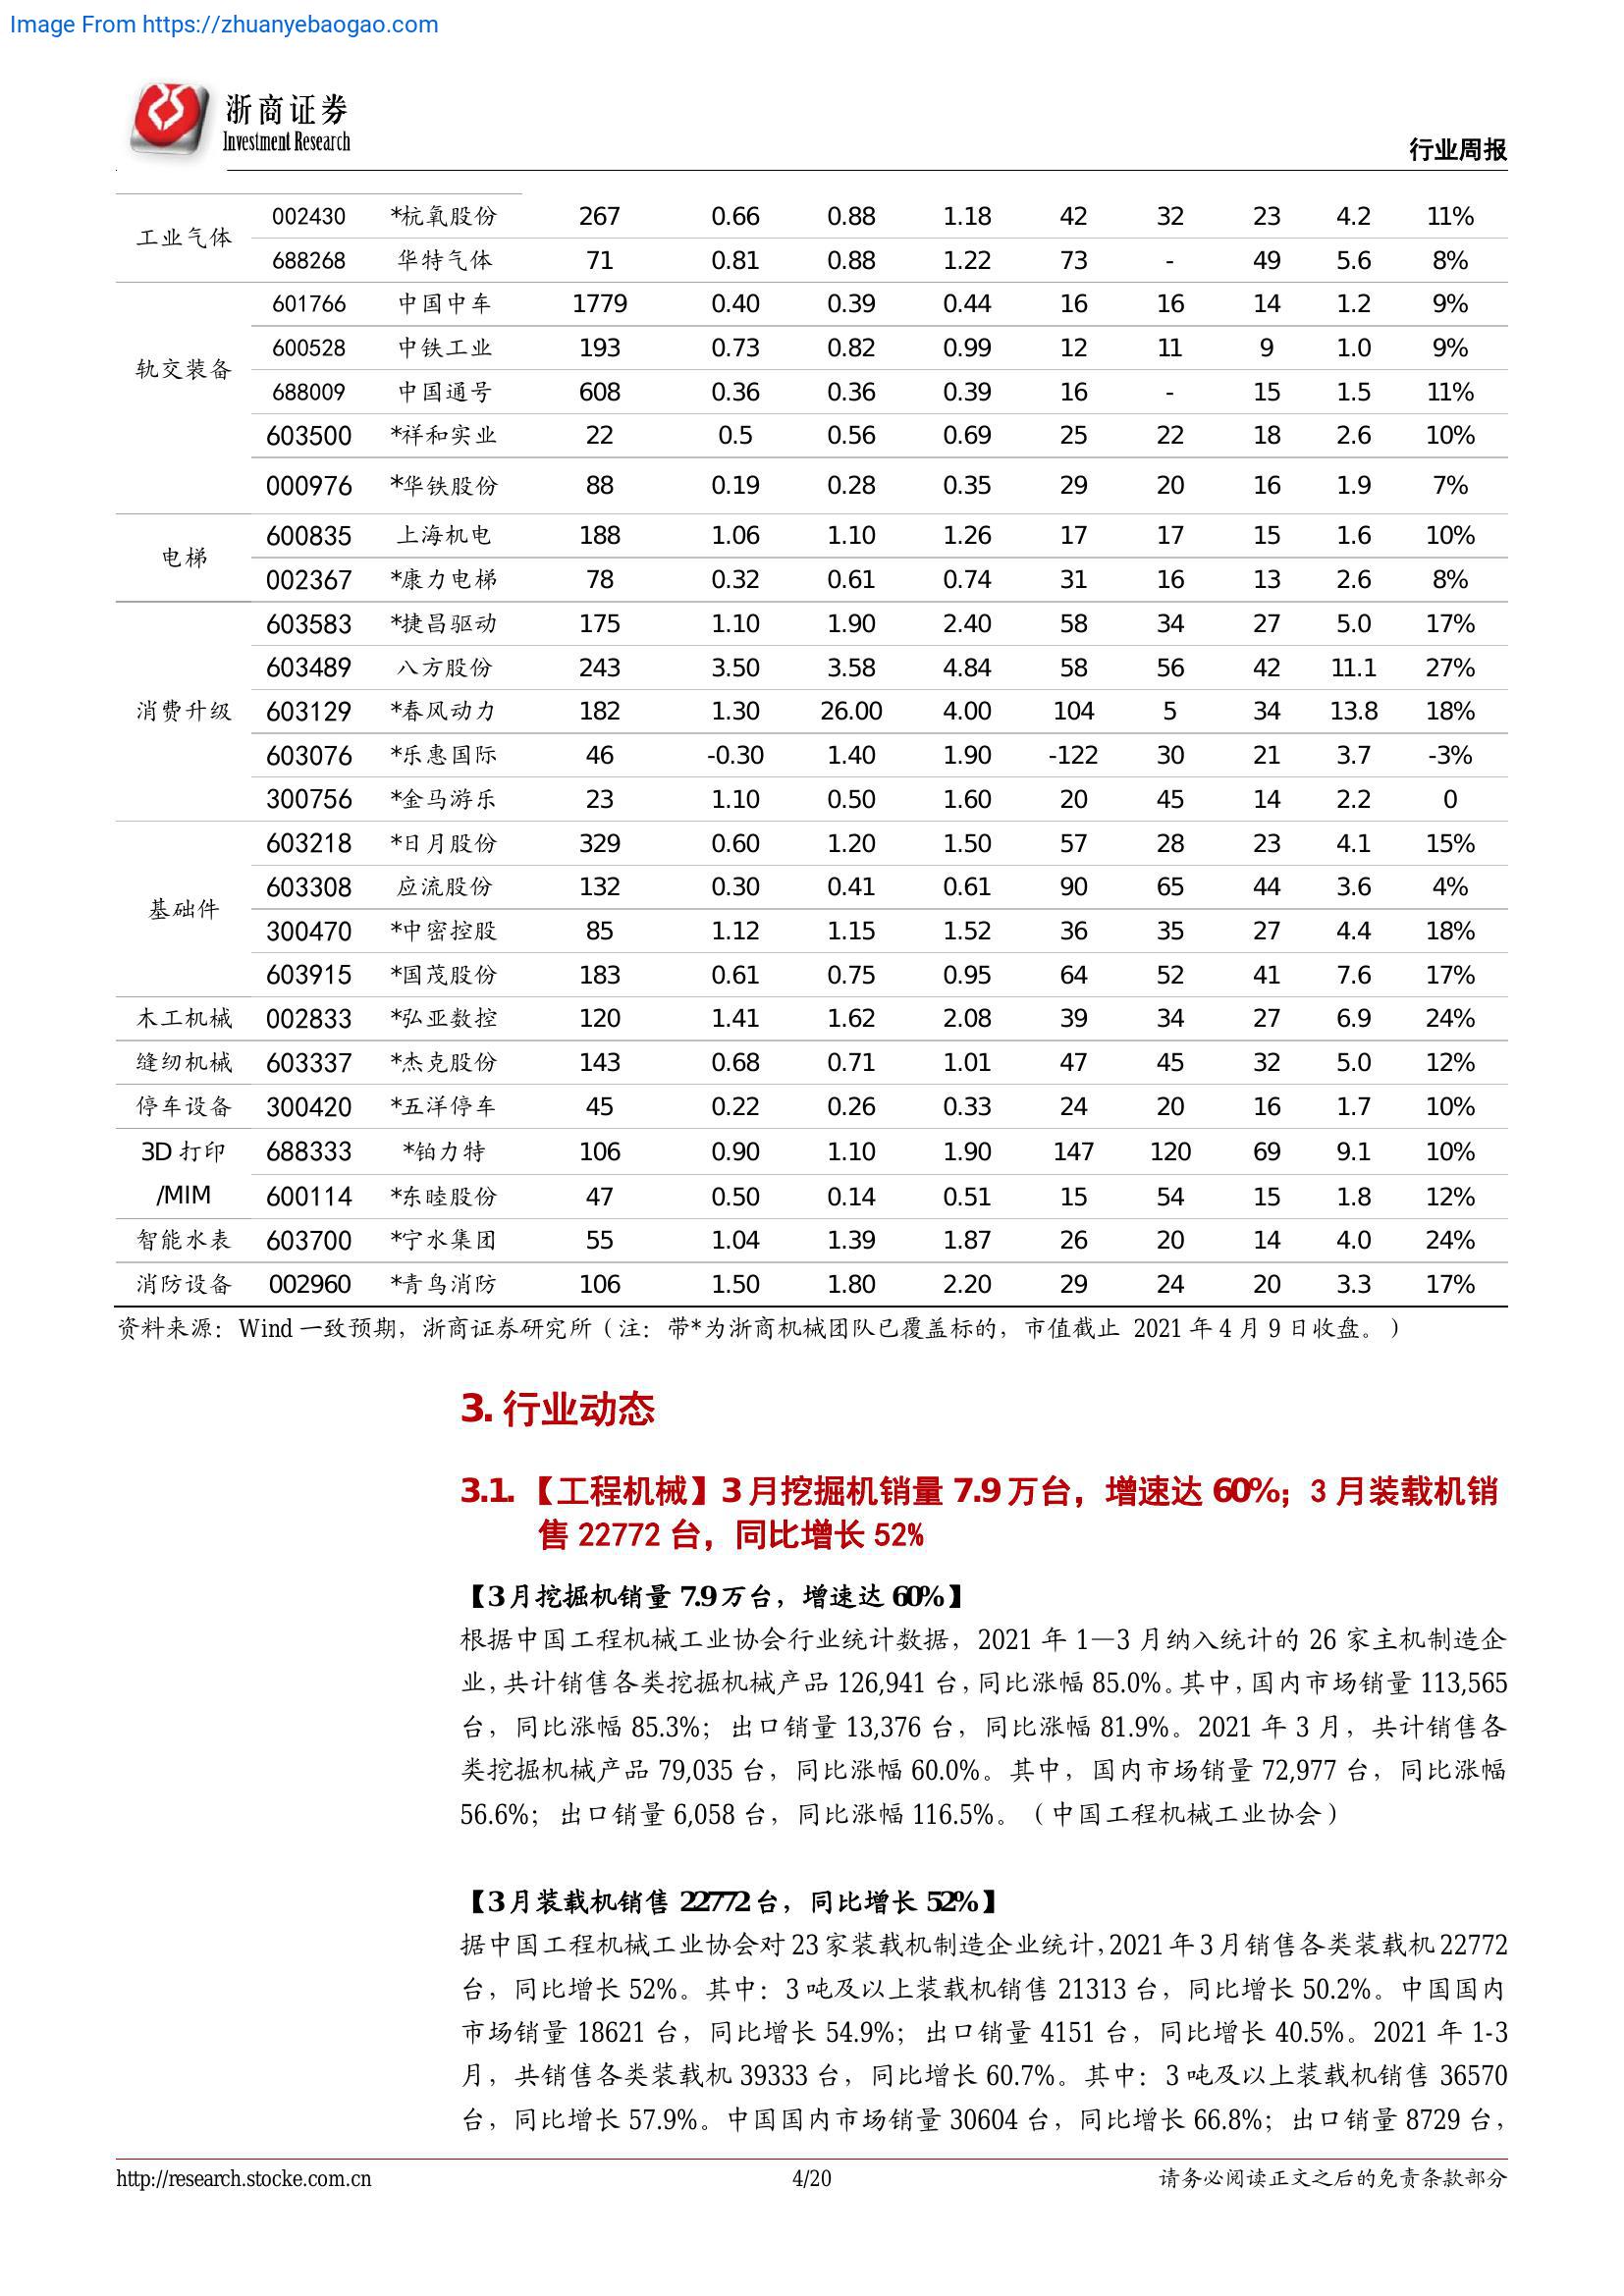 Image From https://zhuanyebaogao.com
浙商证券
Investment Research
行业周报
工业气体
002430 *杭氧股份 267 0.66 0.88 1.18 42 32 23 4.2 11%
688268 华特气体 71 0.81 0.88 1.22 73 - 49 5.6 8%
轨交装备
601766 中国中车 1779 0.40 0.39 0.44 16 16 14 1.2 9%
600528 中铁工业 193 0.73 0.82 0.99 12 11 9 1.0 9%
688009 中国通号 608 0.36 0.36 0.39 16 - 15 1.5 11%
603500 *祥和实业 22 0.5 0.56 0.69 25 22 18 2.6 10%
000976 *华铁股份 88 0.19 0.28 0.35 29 20 16 1.9 7%
电梯
600835 上海机电 188 1.06 1.10 1.26 17 17 15 1.6 10%
002367 *康力电梯 78 0.32 0.61 0.74 31 16 13 2.6 8%
消费升级
603583 *捷昌驱动 175 1.10 1.90 2.40 58 34 27 5.0 17%
603489 八方股份 243 3.50 3.58 4.84 58 56 42 11.1 27%
603129 *春风动力 182 1.30 26.00 4.00 104 5 34 13.8 18%
603076 *乐惠国际 46 -0.30 1.40 1.90 -122 30 21 3.7 -3%
300756 *金马游乐 23 1.10 0.50 1.60 20 45 14 2.2 0
基础件
603218 *日月股份 329 0.60 1.20 1.50 57 28 23 4.1 15%
603308 应流股份 132 0.30 0.41 0.61 90 65 44 3.6 4%
300470 *中密控股 85 1.12 1.15 1.52 36 35 27 4.4 18%
603915 *国茂股份 183 0.61 0.75 0.95 64 52 41 7.6 17%
木工机械 002833 *弘亚数控 120 1.41 1.62 2.08 39 34 27 6.9 24%
缝纫机械 603337 *杰克股份 143 0.68 0.71 1.01 47 45 32 5.0 12%
停车设备 300420 *五洋停车 45 0.22 0.26 0.33 24 20 16 1.7 10%
3D 打印 688333 *铂力特 106 0.90 1.10 1.90 147 120 69 9.1 10%
/MIM 600114 *东睦股份 47 0.50 0.14 0.51 15 54 15 1.8 12%
智能水表 603700 *宁水集团 55 1.04 1.39 1.87 26 20 14 4.0 24%
消防设备 002960 *青鸟消防 106 1.50 1.80 2.20 29 24 20 3.3 17%
资料来源：Wind 一致预期，浙商证券研究所（注：带*为浙商机械团队已覆盖标的，市值截止 2021 年 4 月 9 日收盘。）
3. 行业动态
3.1. 【工程机械】3 月挖掘机销量 7.9 万台，增速达 60%；3 月装载机销
售 22772 台，同比增长 52%
【3 月挖掘机销量 7.9 万台，增速达 60%】
根据中国工程机械工业协会行业统计数据，2021 年 1—3 月纳入统计的 26 家主机制造企
业，共计销售各类挖掘机械产品 126,941 台，同比涨幅 85.0%。其中，国内市场销量 113,565
台，同比涨幅 85.3%；出口销量 13,376 台，同比涨幅 81.9%。2021 年 3 月，共计销售各
类挖掘机械产品 79,035 台，同比涨幅 60.0%。其中，国内市场销量 72,977 台，同比涨幅
56.6%；出口销量 6,058 台，同比涨幅 116.5%。（中国工程机械工业协会）
【3 月装载机销售 22772 台，同比增长 52%】
据中国工程机械工业协会对 23 家装载机制造企业统计，2021 年 3 月销售各类装载机 22772
台，同比增长 52%。其中：3 吨及以上装载机销售 21313 台，同比增长 50.2%。中国国内
市场销量 18621 台，同比增长 54.9%；出口销量 4151 台，同比增长 40.5%。2021 年 1-3
月，共销售各类装载机 39333 台，同比增长 60.7%。其中：3 吨及以上装载机销售 36570
台，同比增长 57.9%。中国国内市场销量 30604 台，同比增长 66.8%；出口销量 8729 台，
http://research.stocke.com.cn 4/20 请务必阅读正文之后的免责条款部分